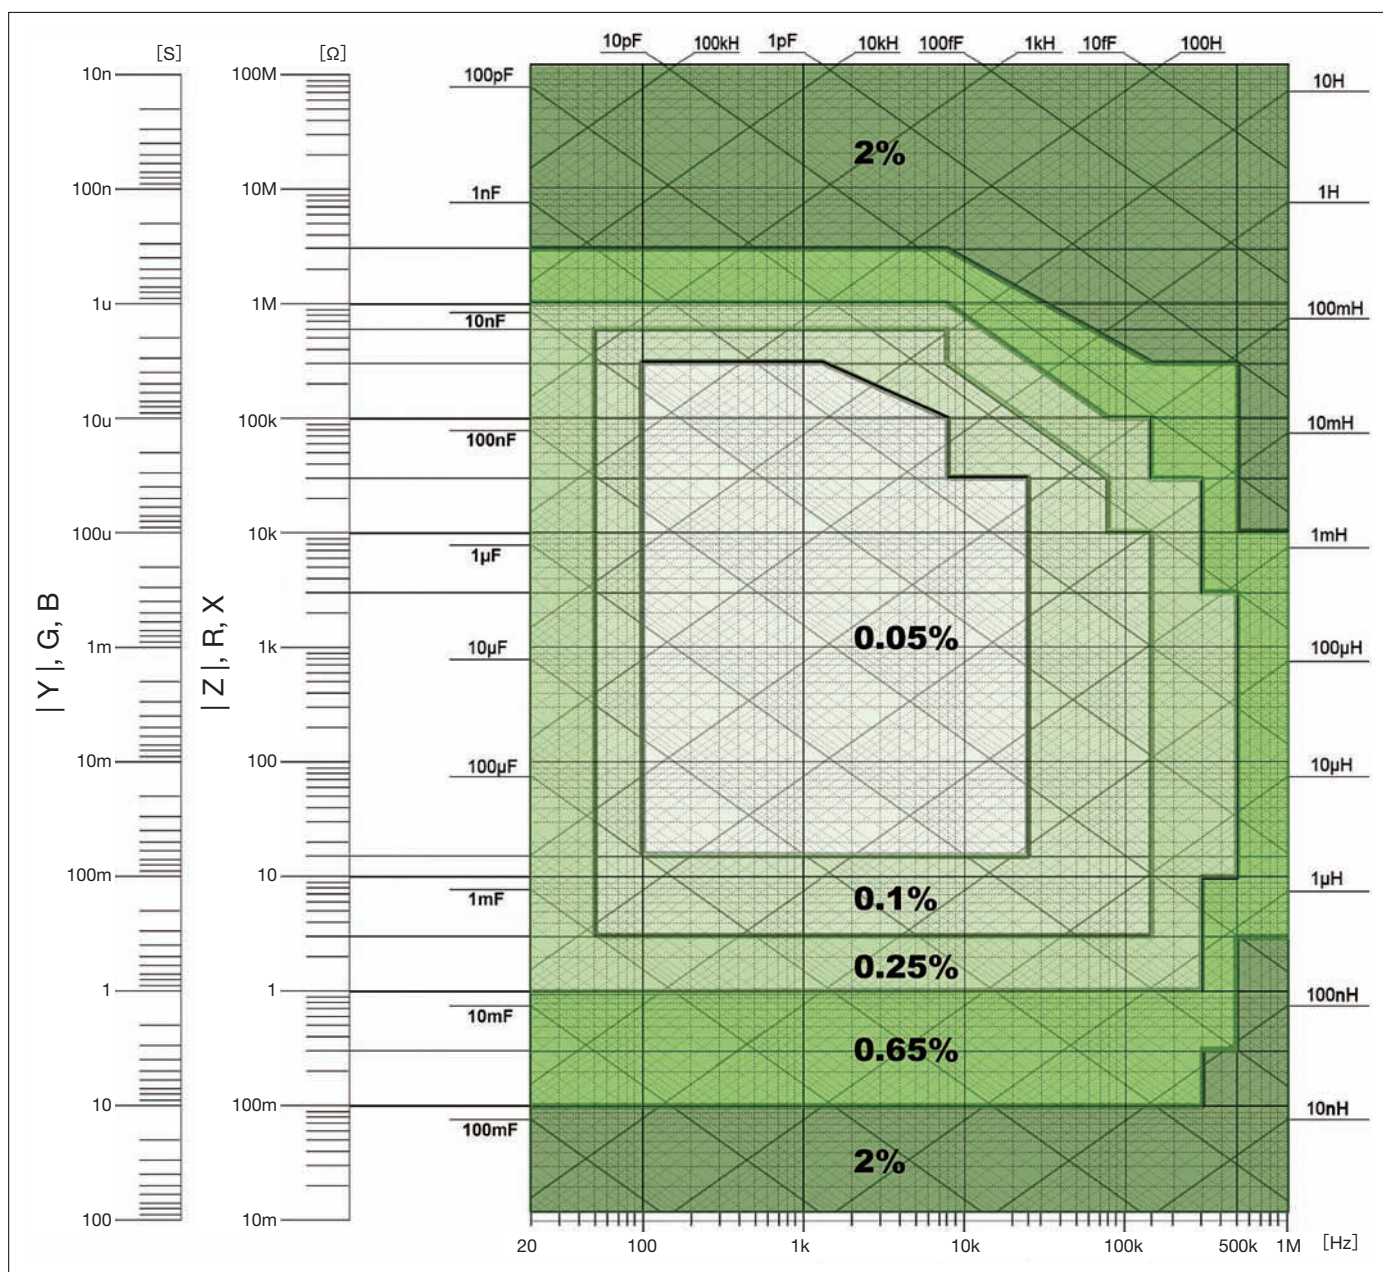 10pF 100kH 1pF 10kH 100fF 1kH 10fF 100H
[S] [Ω]
10n 100M 100pF 10H
2%
100n 10M 1nF 1H
1u 1M 10nF 100mH
10u 100k 100nF 10mH
100u 10k 1µF 1mH
|Y|, G, B |Z|, R, X
0.05%
1m 1k 10µF 100µH
10m 100 100µF 10µH
100m 10 1mF 1µH
0.1%
0.25%
1 1 10mF 100nH
0.65%
10 100m 100mF 10nH
2%
100 10m
20 100 1k 10k 100k 500k 1M [Hz]